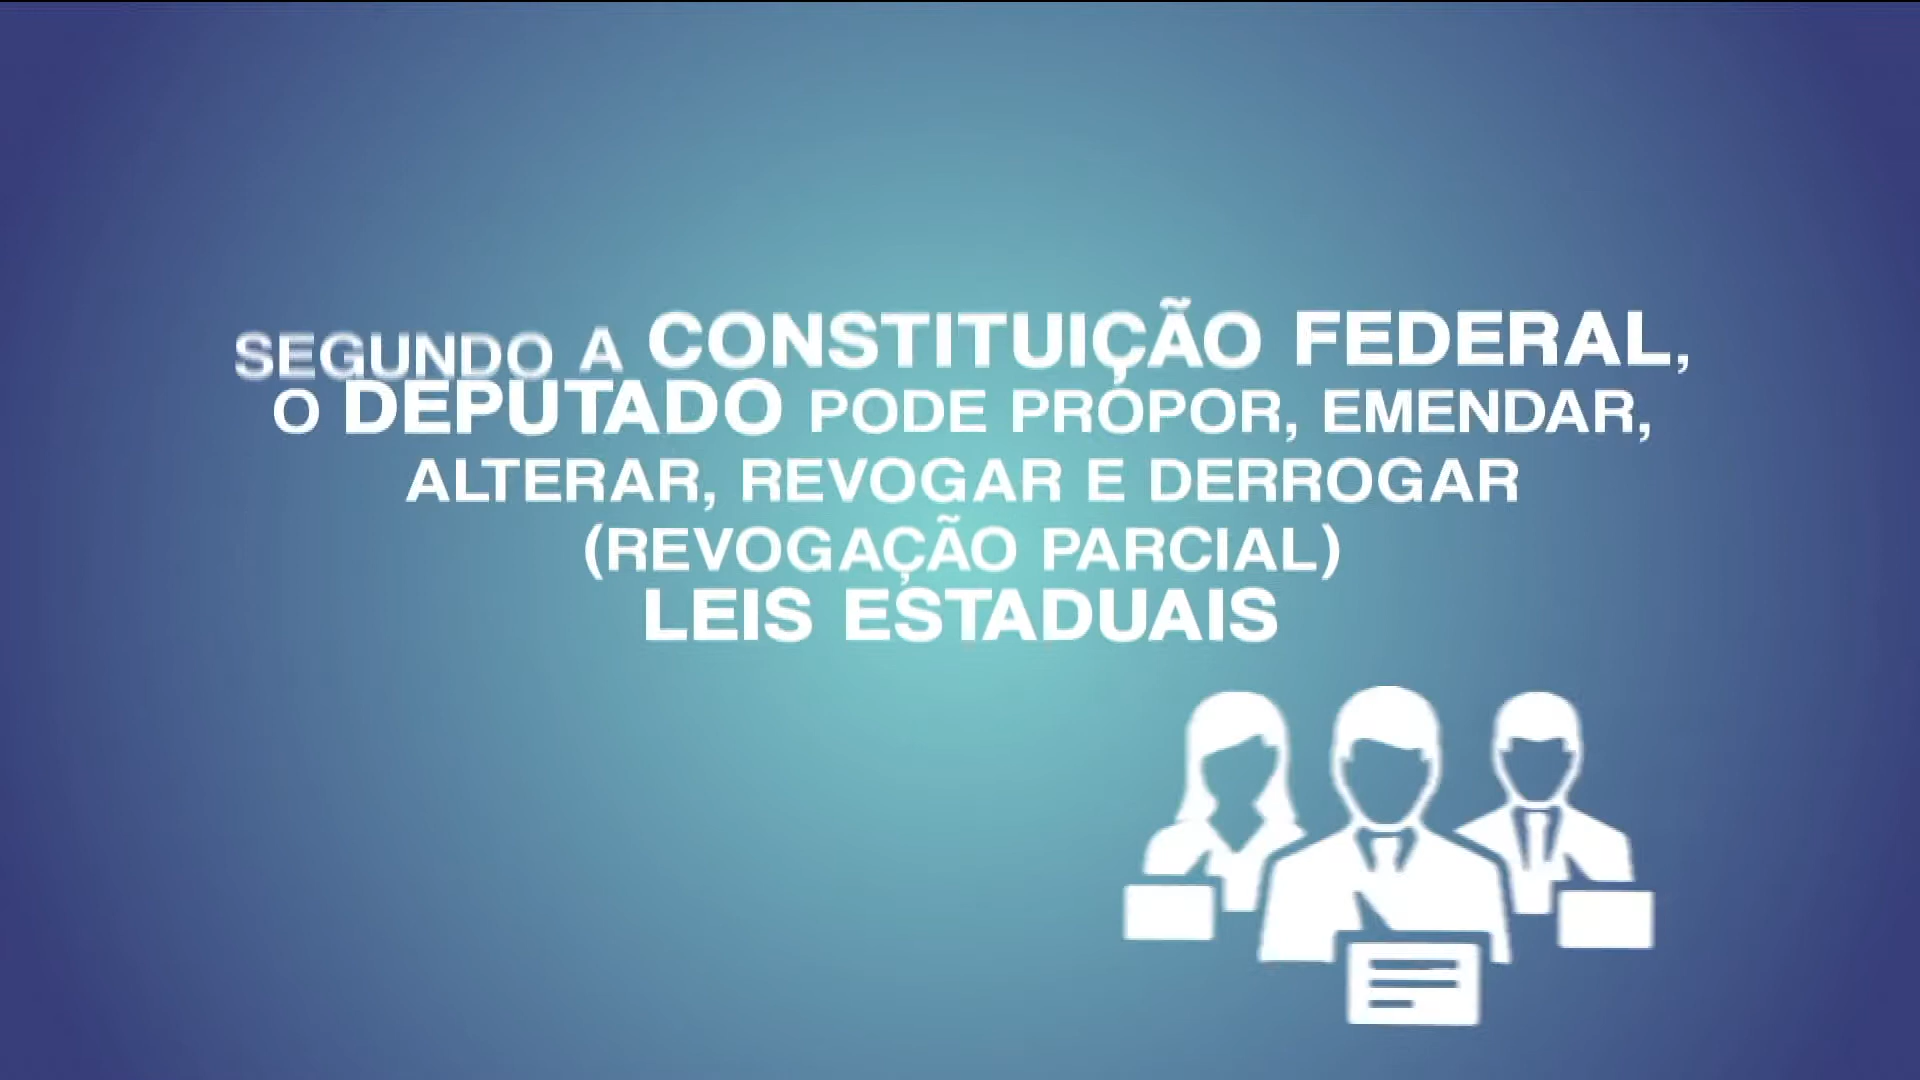 SEGUNDO A CONSTITUIÇÃO FEDERAL,
O DEPUTADO PODE PROPOR, EMENDAR,
ALTERAR, REVOGAR E DERROGAR
(REVOGAÇÃO PARCIAL)
LEIS ESTADUAIS